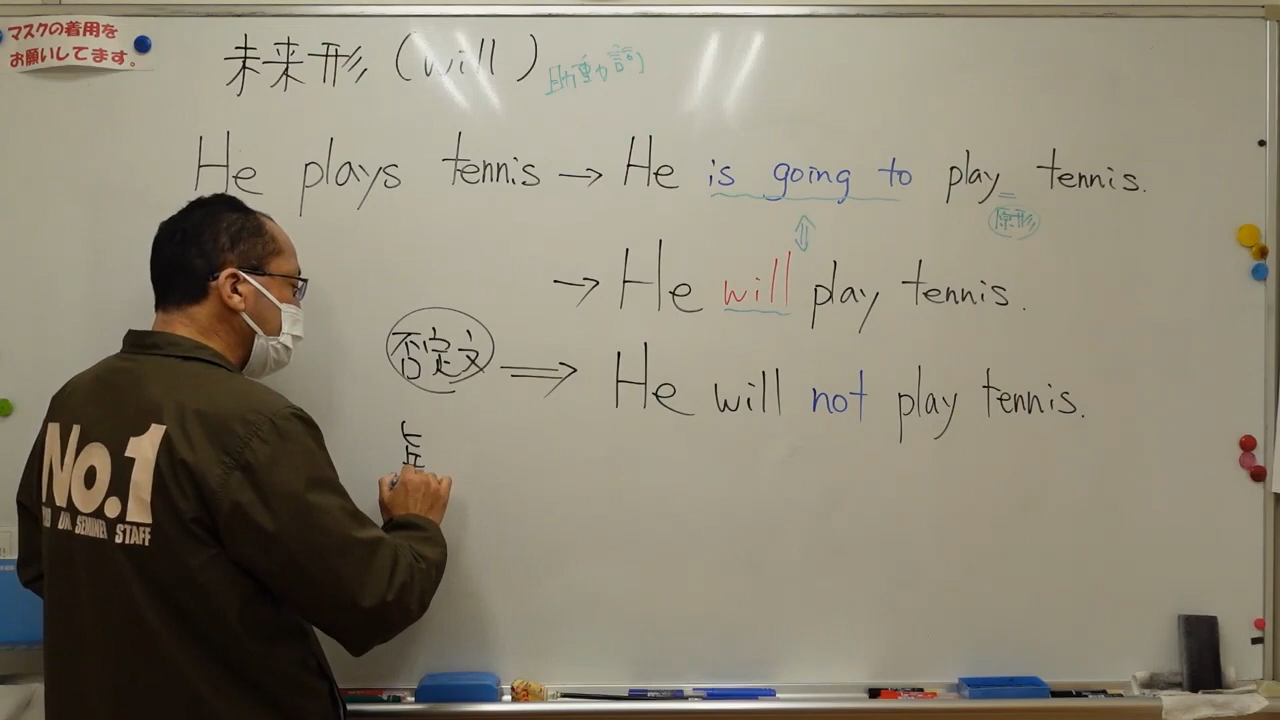 マスクの着用を
お願いしてます。
未来形(will) 助動詞
He plays tennis → He is going to play tennis.
原形
→ He will play tennis.
否定文 ⇒ He will not play tennis.
No.1
SEMINER STAFF